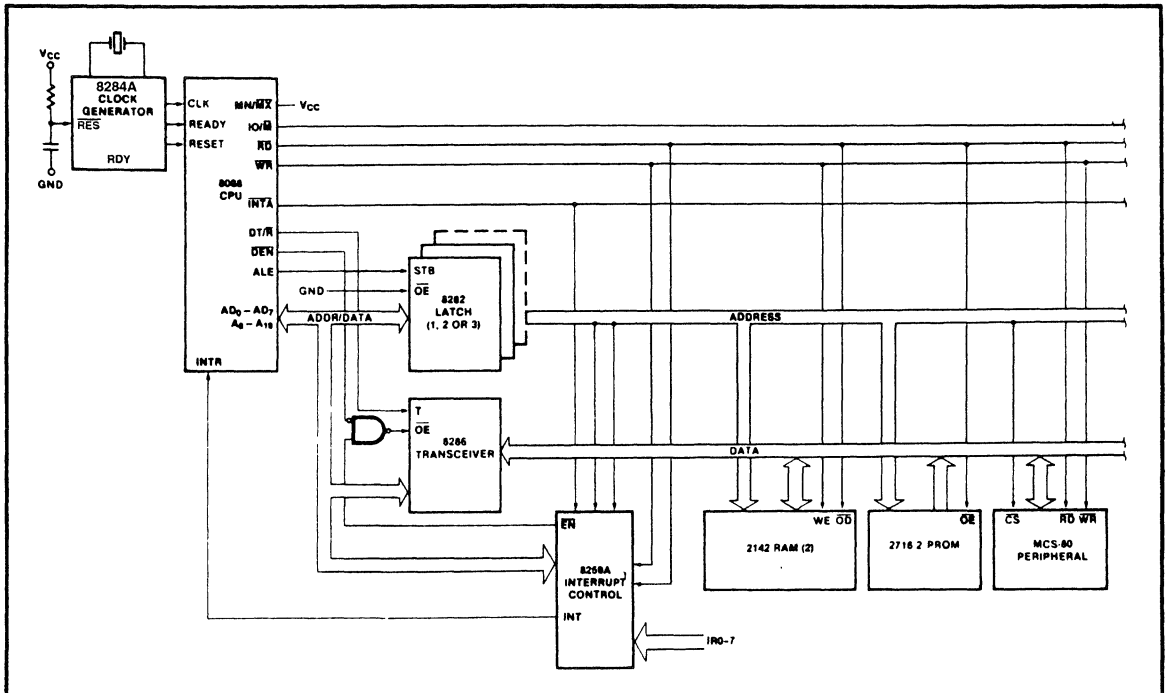 VCC
8284A
CLOCK
GENERATOR
RES
RDY
GND
CLK
READY
RESET
MN/MX
VCC
IO/M
RD
WR
8088
CPU
INTA
DT/R
DEN
ALE
AD0 – AD7
A8 – A19
INTR
ADDR/DATA
GND
STB
OE
8282
LATCH
(1, 2 OR 3)
ADDRESS
T
OE
8286
TRANSCEIVER
DATA
EN
8259A
INTERRUPT
CONTROL
INT
IR0-7
WE OD
2142 RAM (2)
OE
2716 2 PROM
CS
RD WR
MCS-80
PERIPHERAL